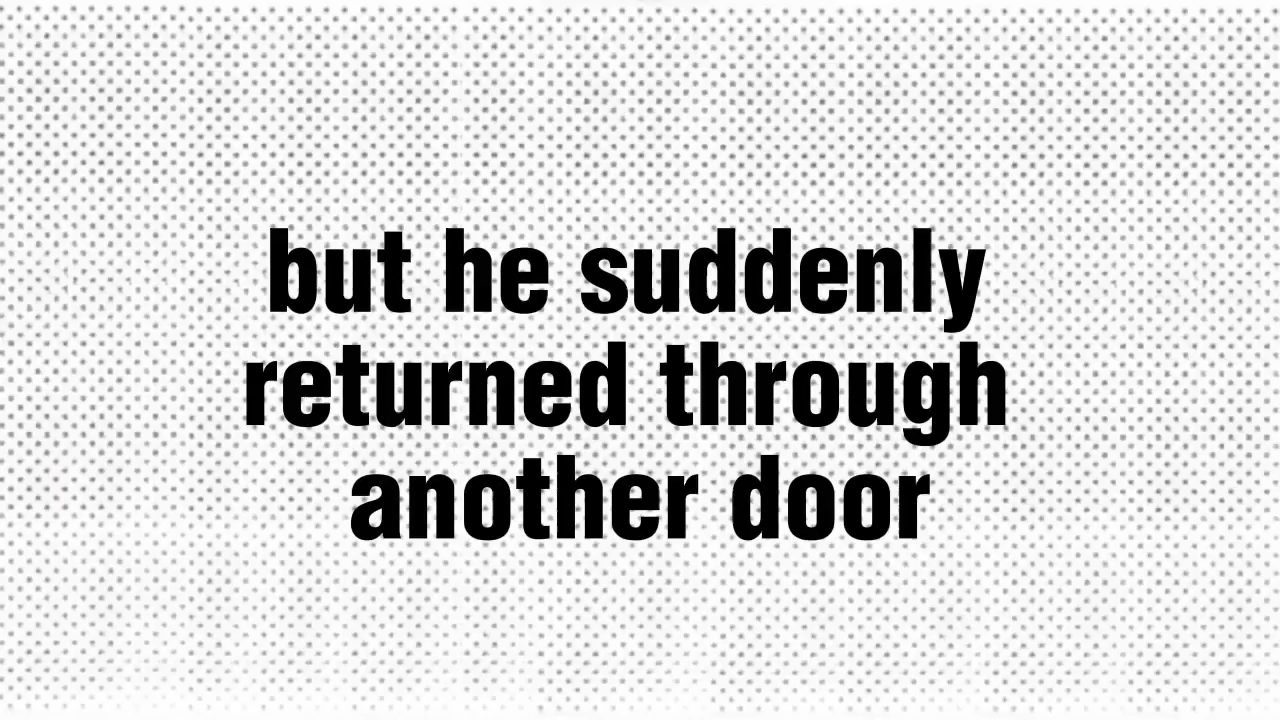 but he suddenly
returned through
another door